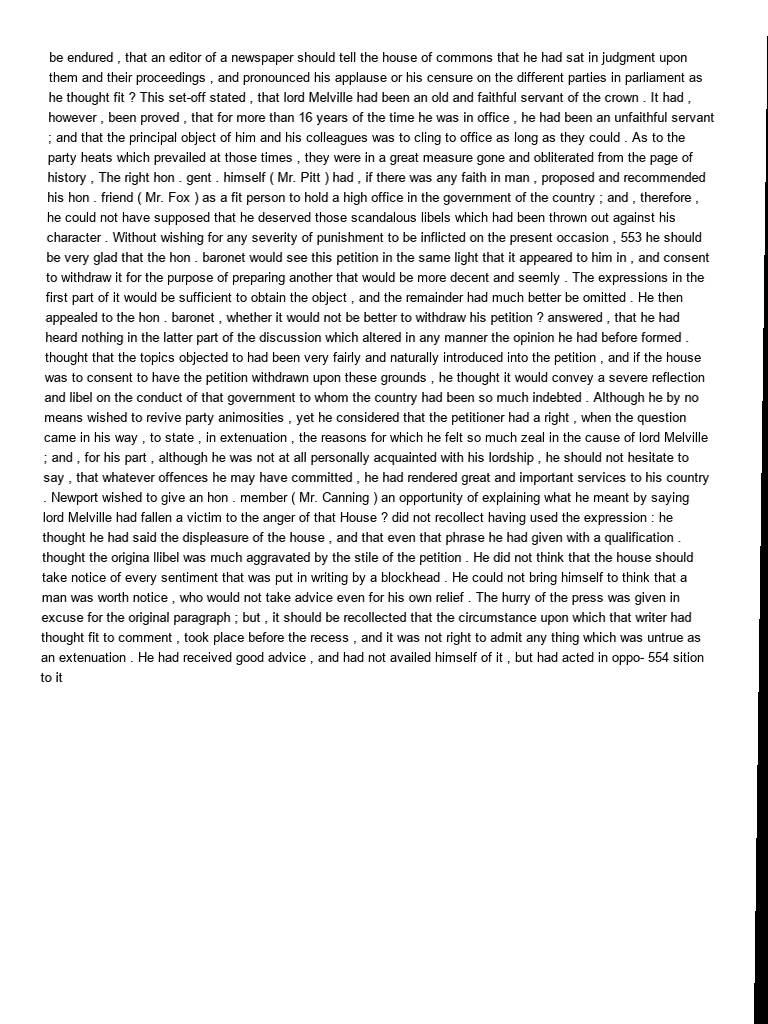 be endured , that an editor of a newspaper should tell the house of commons that he had sat in judgment upon
them and their proceedings , and pronounced his applause or his censure on the different parties in parliament as
he thought fit ? This set-off stated , that lord Melville had been an old and faithful servant of the crown . It had ,
however , been proved , that for more than 16 years of the time he was in office , he had been an unfaithful servant
; and that the principal object of him and his colleagues was to cling to office as long as they could . As to the
party heats which prevailed at those times , they were in a great measure gone and obliterated from the page of
history , The right hon . gent . himself ( Mr. Pitt ) had , if there was any faith in man , proposed and recommended
his hon . friend ( Mr. Fox ) as a fit person to hold a high office in the government of the country ; and , therefore ,
he could not have supposed that he deserved those scandalous libels which had been thrown out against his
character . Without wishing for any severity of punishment to be inflicted on the present occasion , 553 he should
be very glad that the hon . baronet would see this petition in the same light that it appeared to him in , and consent
to withdraw it for the purpose of preparing another that would be more decent and seemly . The expressions in the
first part of it would be sufficient to obtain the object , and the remainder had much better be omitted . He then
appealed to the hon . baronet , whether it would not be better to withdraw his petition ? answered , that he had
heard nothing in the latter part of the discussion which altered in any manner the opinion he had before formed .
thought that the topics objected to had been very fairly and naturally introduced into the petition , and if the house
was to consent to have the petition withdrawn upon these grounds , he thought it would convey a severe reflection
and libel on the conduct of that government to whom the country had been so much indebted . Although he by no
means wished to revive party animosities , yet he considered that the petitioner had a right , when the question
came in his way , to state , in extenuation , the reasons for which he felt so much zeal in the cause of lord Melville
; and , for his part , although he was not at all personally acquainted with his lordship , he should not hesitate to
say , that whatever offences he may have committed , he had rendered great and important services to his country
. Newport wished to give an hon . member ( Mr. Canning ) an opportunity of explaining what he meant by saying
lord Melville had fallen a victim to the anger of that House ? did not recollect having used the expression : he
thought he had said the displeasure of the house , and that even that phrase he had given with a qualification .
thought the origina llibel was much aggravated by the stile of the petition . He did not think that the house should
take notice of every sentiment that was put in writing by a blockhead . He could not bring himself to think that a
man was worth notice , who would not take advice even for his own relief . The hurry of the press was given in
excuse for the original paragraph ; but , it should be recollected that the circumstance upon which that writer had
thought fit to comment , took place before the recess , and it was not right to admit any thing which was untrue as
an extenuation . He had received good advice , and had not availed himself of it , but had acted in oppo- 554 sition
to it